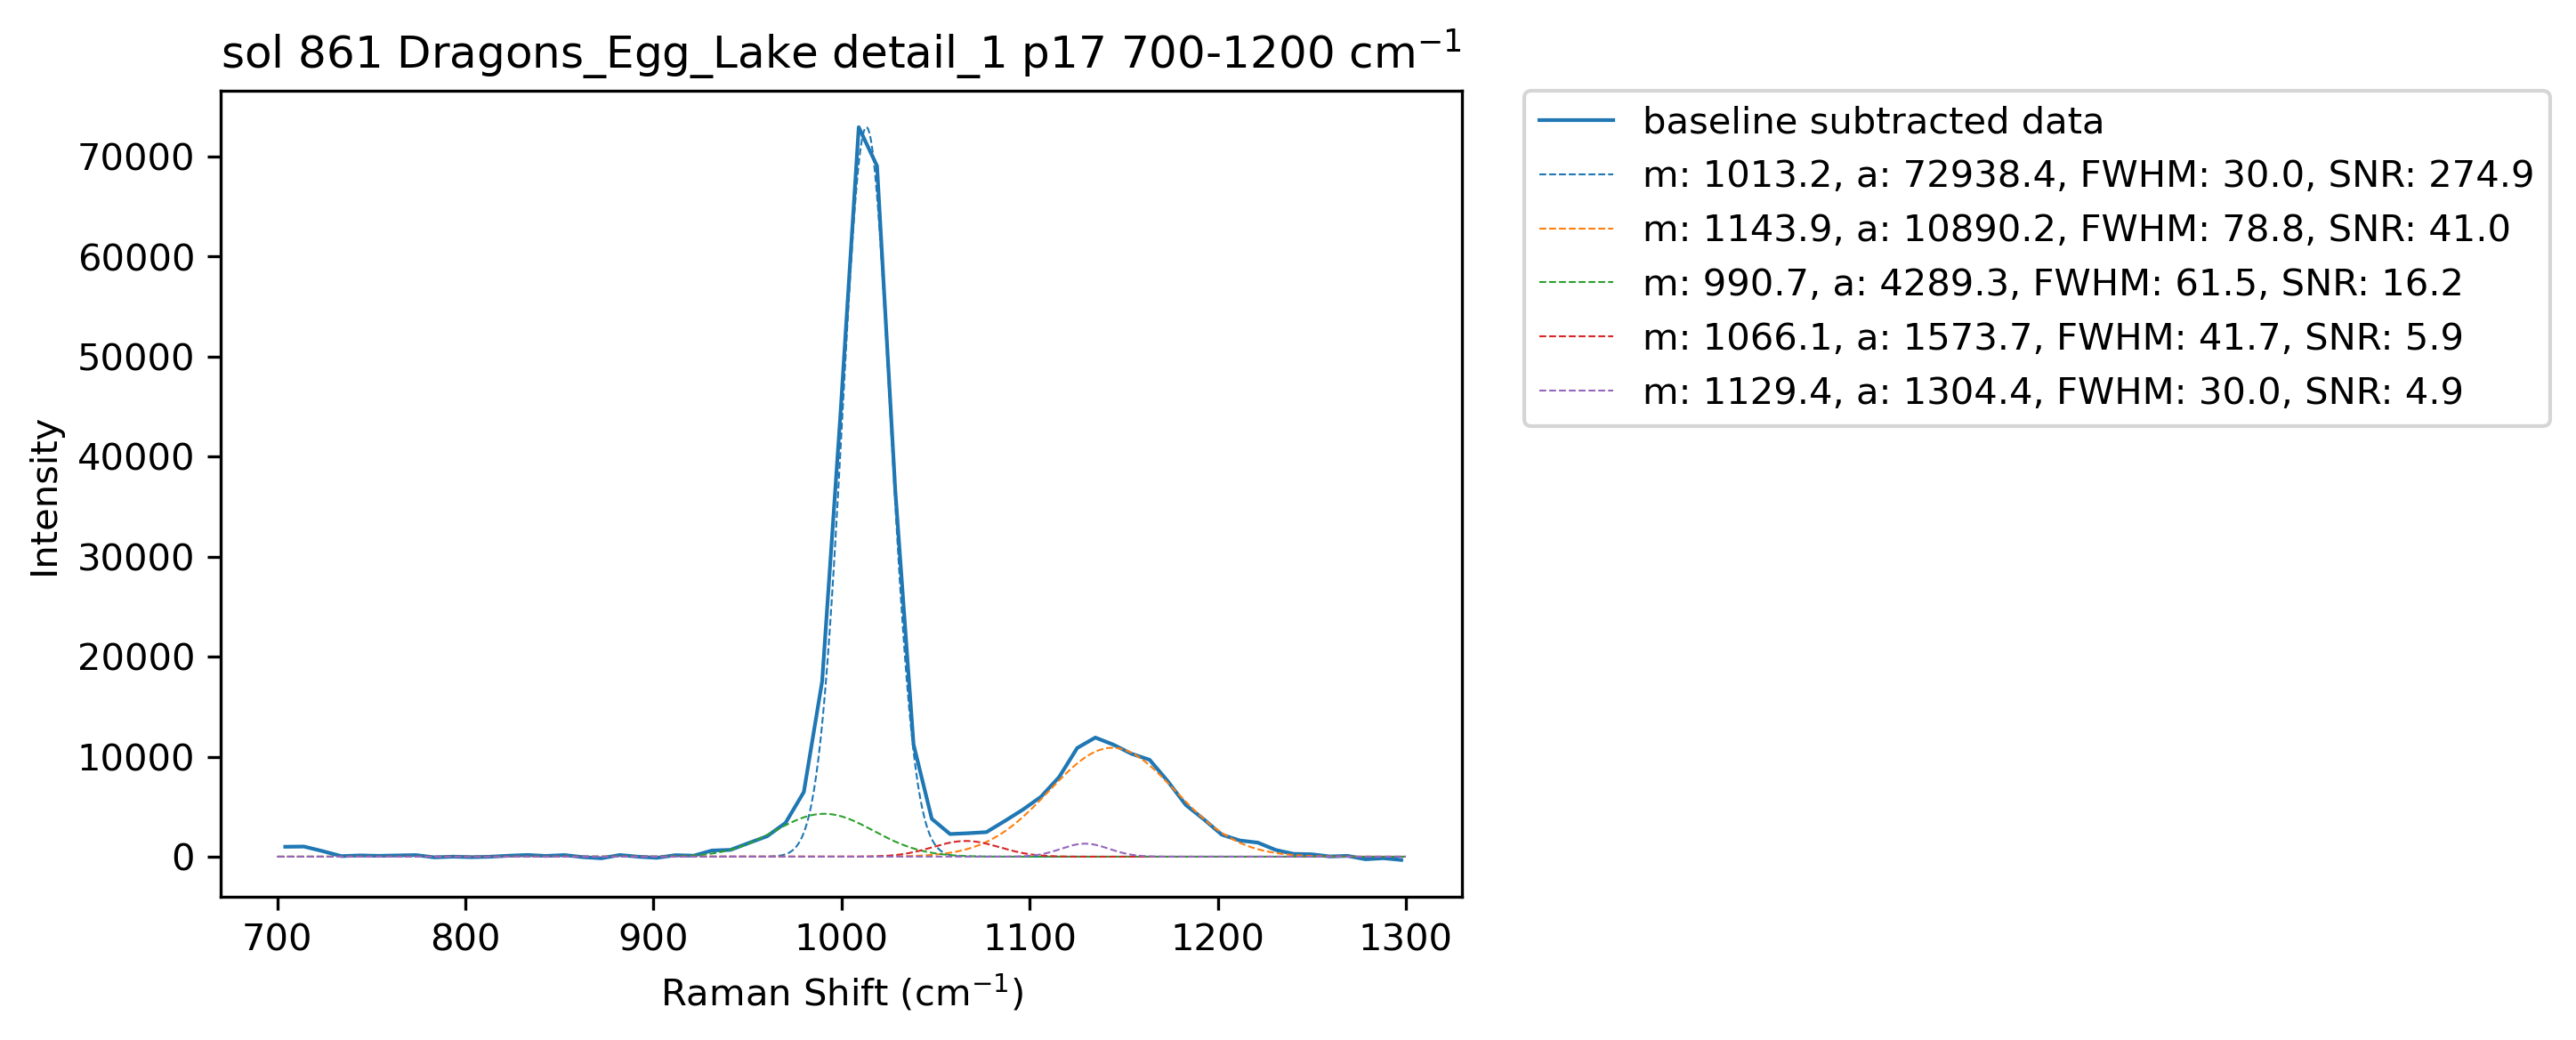 sol 861 Dragons_Egg_Lake detail_1 p17 700-1200 cm⁻¹
baseline subtracted data
m: 1013.2, a: 72938.4, FWHM: 30.0, SNR: 274.9
m: 1143.9, a: 10890.2, FWHM: 78.8, SNR: 41.0
m: 990.7, a: 4289.3, FWHM: 61.5, SNR: 16.2
m: 1066.1, a: 1573.7, FWHM: 41.7, SNR: 5.9
m: 1129.4, a: 1304.4, FWHM: 30.0, SNR: 4.9
Intensity
70000
60000
50000
40000
30000
20000
10000
0
700 800 900 1000 1100 1200 1300
Raman Shift (cm⁻¹)